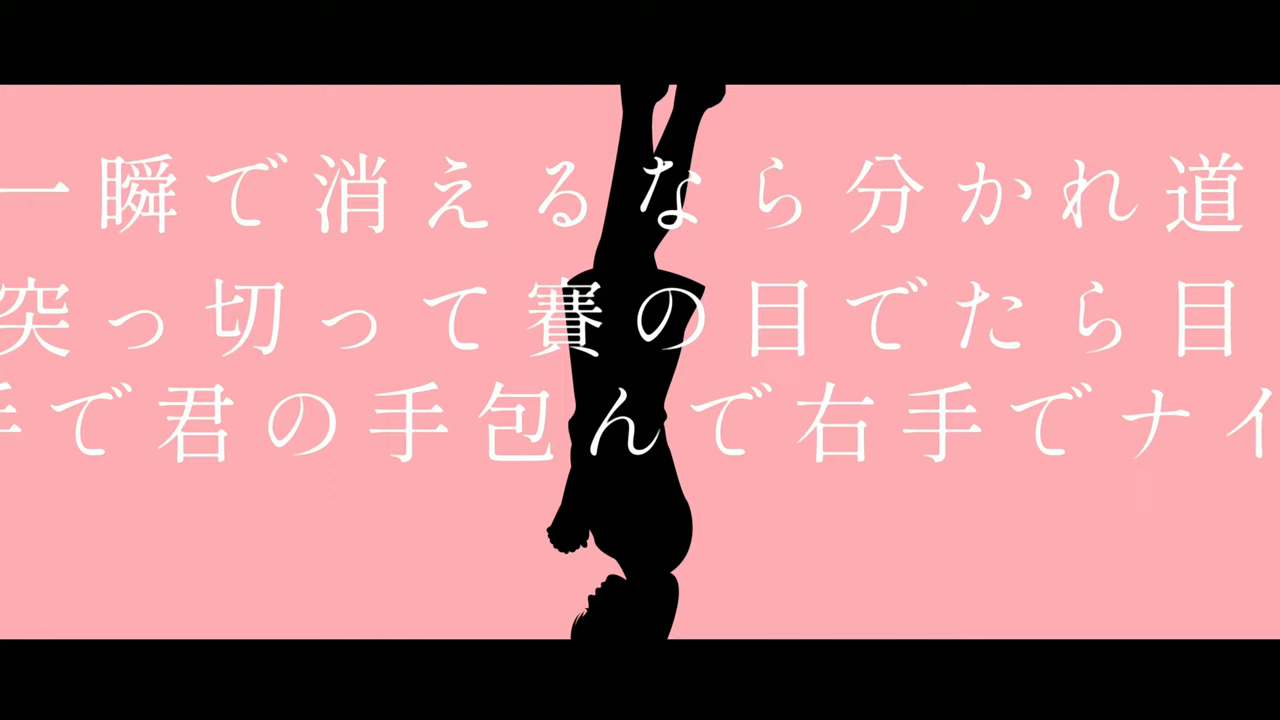 一瞬で消えるなら分かれ道
突っ切って賽の目でたら目
手で君の手包んで右手でナイ